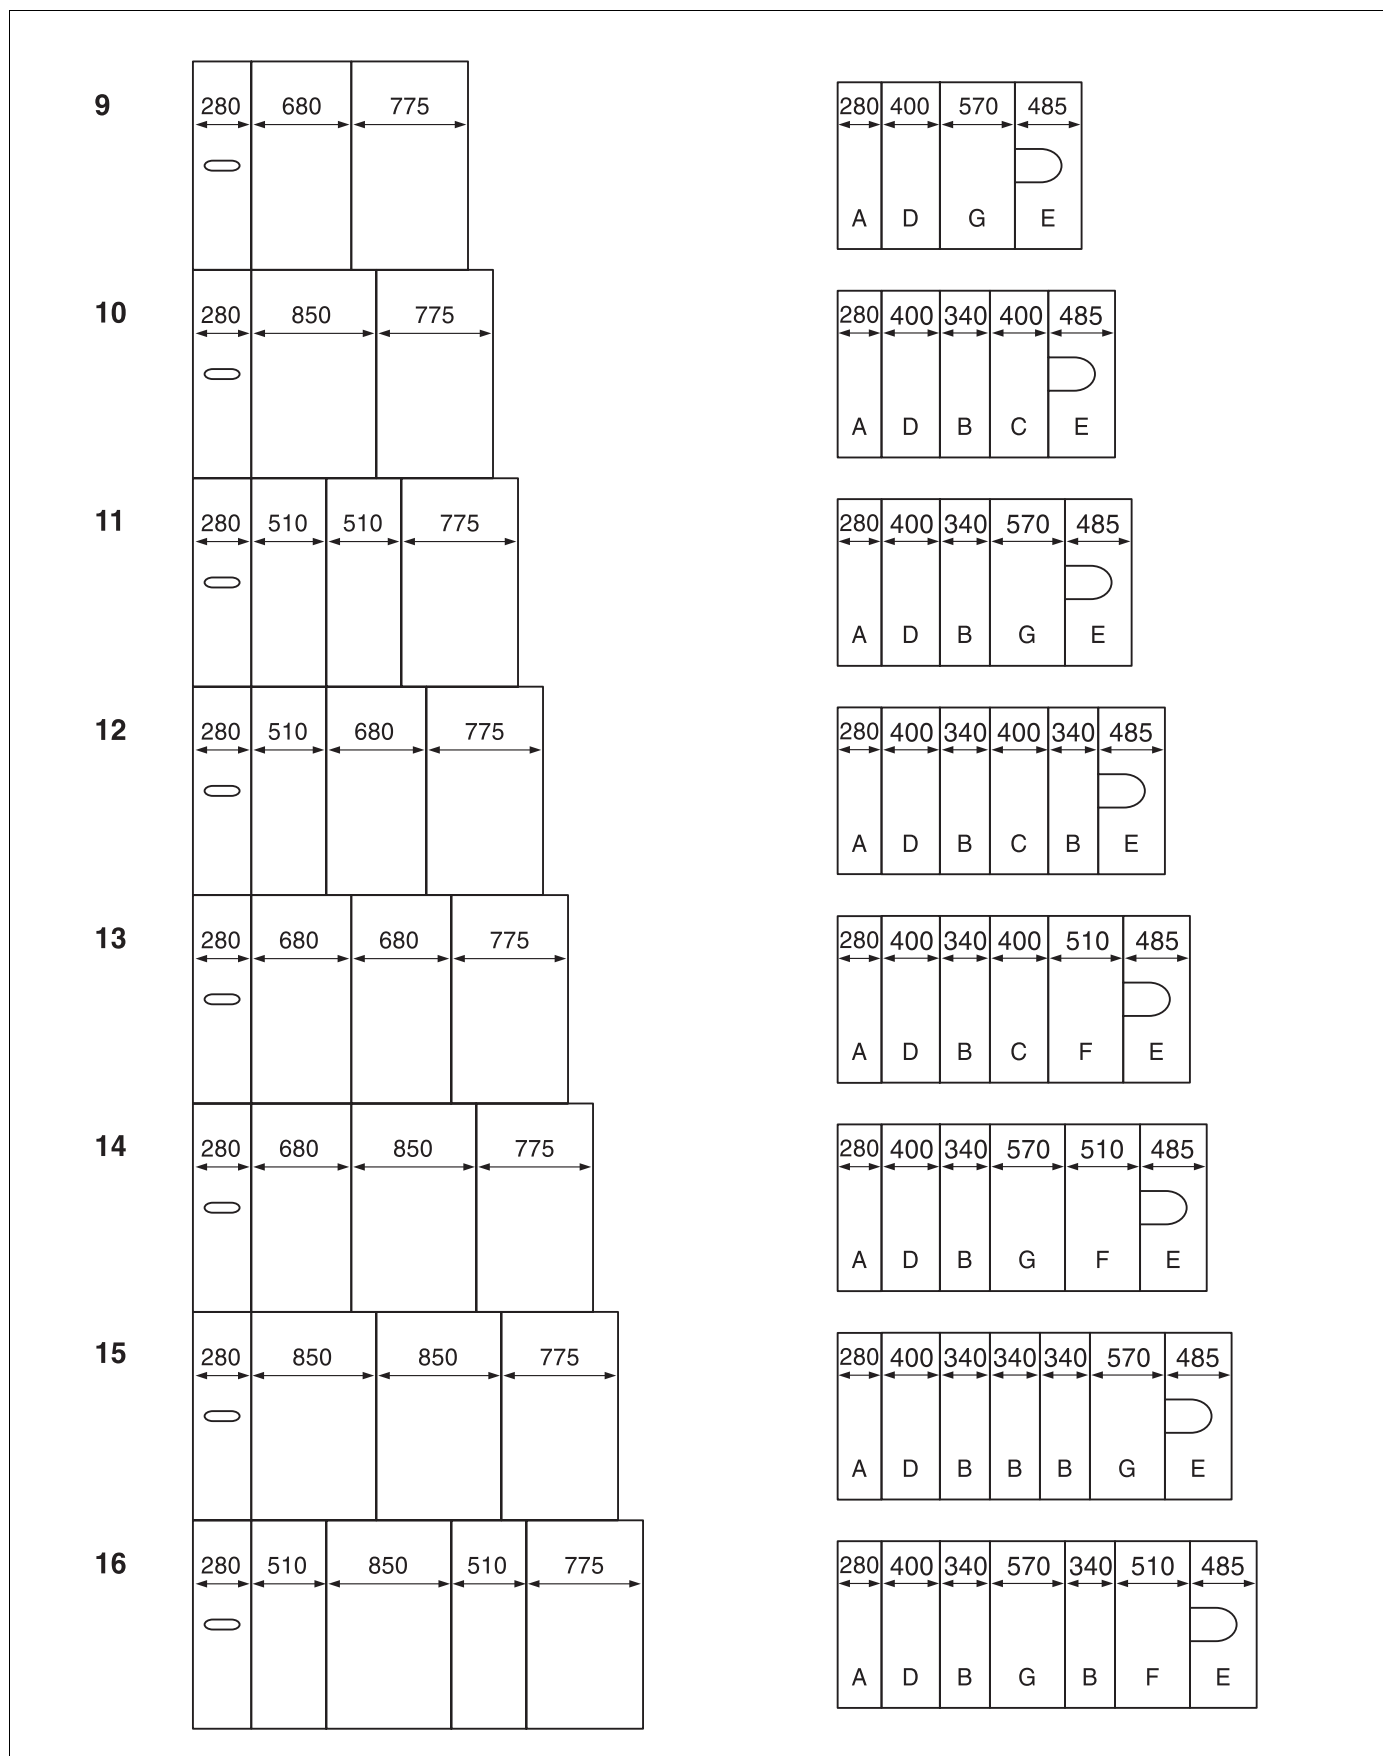 9 280 680 775 280 400 570 485
A D G E
10 280 850 775 280 400 340 400 485
A D B C E
11 280 510 510 775 280 400 340 570 485
A D B G E
12 280 510 680 775 280 400 340 400 340 485
A D B C B E
13 280 680 680 775 280 400 340 400 510 485
A D B C F E
14 280 680 850 775 280 400 340 570 510 485
A D B G F E
15 280 850 850 775 280 400 340 340 340 570 485
A D B B B G E
16 280 510 850 510 775 280 400 340 570 340 510 485
A D B G B F E